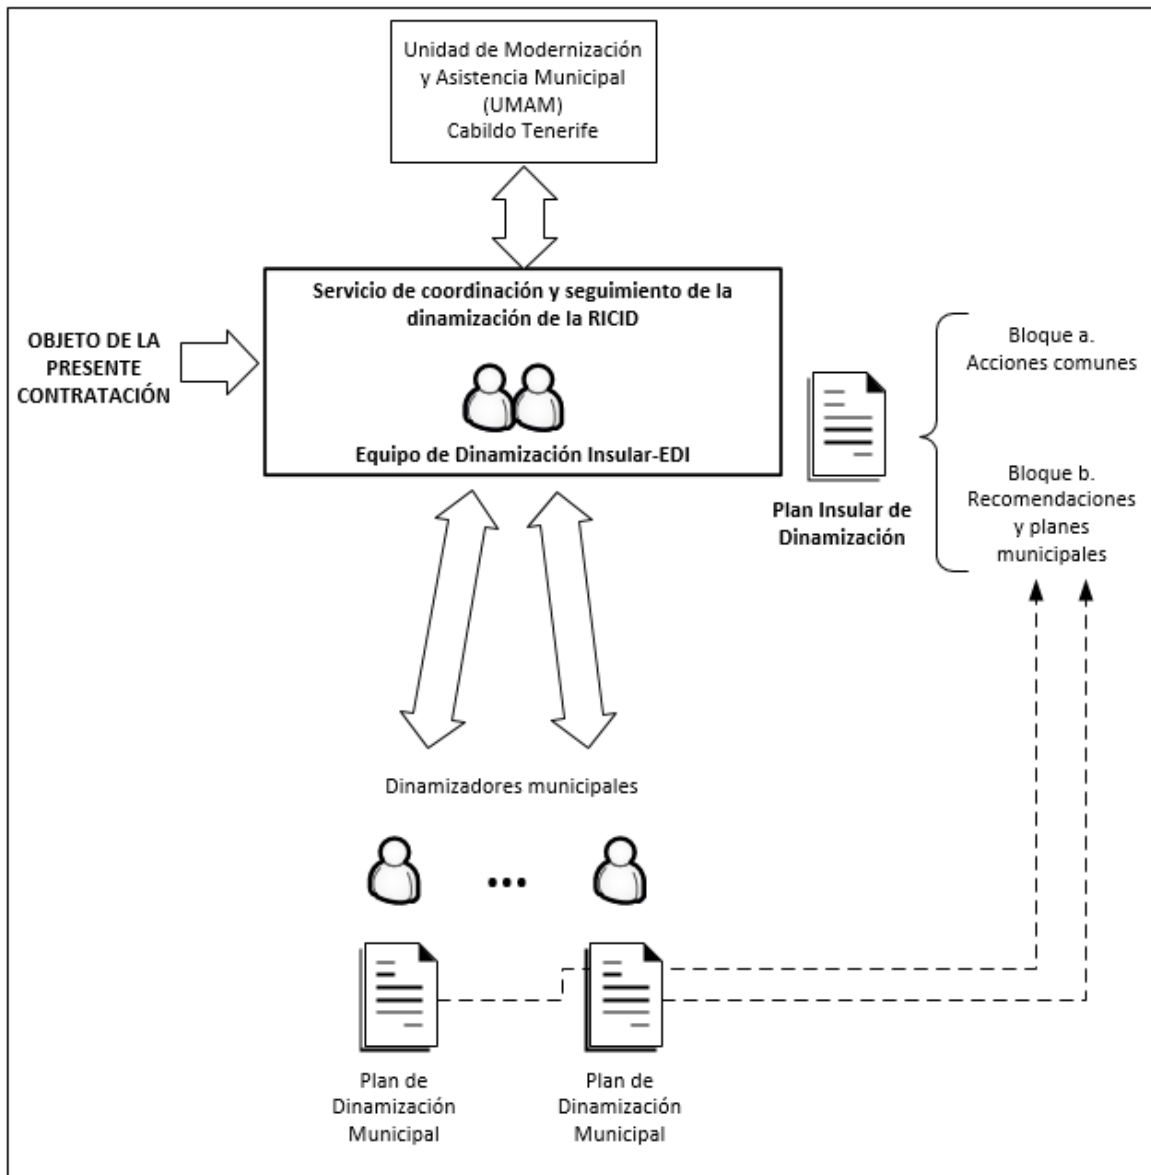 Unidad de Modernización
y Asistencia Municipal
(UMAM)
Cabildo Tenerife
Servicio de coordinación y seguimiento de la
dinamización de la RICID
OBJETO DE LA
PRESENTE
CONTRATACIÓN
Equipo de Dinamización Insular-EDI
Plan Insular de
Dinamización
Bloque a.
Acciones comunes
Bloque b.
Recomendaciones
y planes
municipales
Dinamizadores municipales
...
Plan de
Dinamización
Municipal
Plan de
Dinamización
Municipal